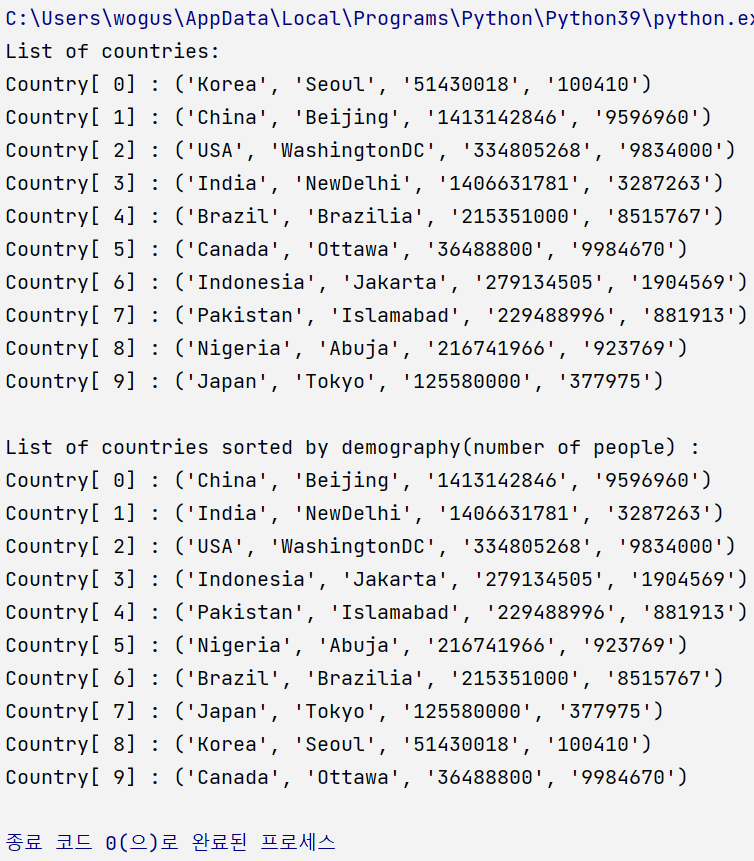 C:\Users\wogus\AppData\Local\Programs\Python\Python39\python.ex
List of countries:
Country[ 0] : ('Korea', 'Seoul', '51430018', '100410')
Country[ 1] : ('China', 'Beijing', '1413142846', '9596960')
Country[ 2] : ('USA', 'WashingtonDC', '334805268', '9834000')
Country[ 3] : ('India', 'NewDelhi', '1406631781', '3287263')
Country[ 4] : ('Brazil', 'Brazilia', '215351000', '8515767')
Country[ 5] : ('Canada', 'Ottawa', '36488800', '9984670')
Country[ 6] : ('Indonesia', 'Jakarta', '279134505', '1904569')
Country[ 7] : ('Pakistan', 'Islamabad', '229488996', '881913')
Country[ 8] : ('Nigeria', 'Abuja', '216741966', '923769')
Country[ 9] : ('Japan', 'Tokyo', '125580000', '377975')

List of countries sorted by demography(number of people) :
Country[ 0] : ('China', 'Beijing', '1413142846', '9596960')
Country[ 1] : ('India', 'NewDelhi', '1406631781', '3287263')
Country[ 2] : ('USA', 'WashingtonDC', '334805268', '9834000')
Country[ 3] : ('Indonesia', 'Jakarta', '279134505', '1904569')
Country[ 4] : ('Pakistan', 'Islamabad', '229488996', '881913')
Country[ 5] : ('Nigeria', 'Abuja', '216741966', '923769')
Country[ 6] : ('Brazil', 'Brazilia', '215351000', '8515767')
Country[ 7] : ('Japan', 'Tokyo', '125580000', '377975')
Country[ 8] : ('Korea', 'Seoul', '51430018', '100410')
Country[ 9] : ('Canada', 'Ottawa', '36488800', '9984670')

종료 코드 0(으)로 완료된 프로세스